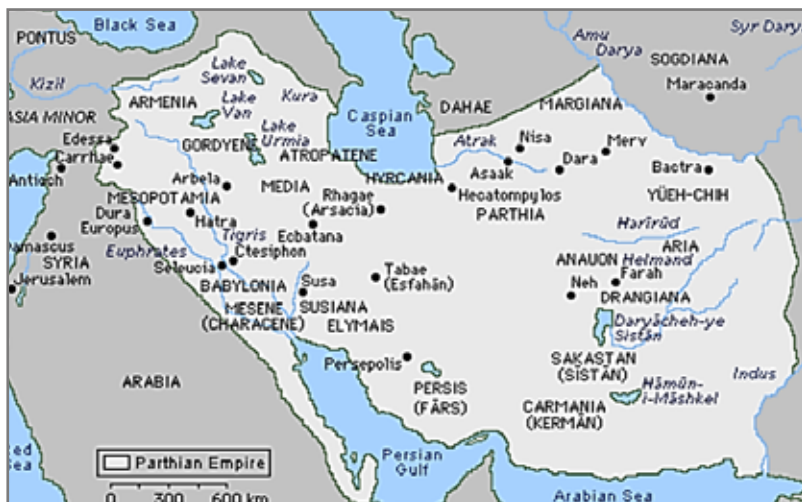 Black Sea
PONTUS
Kizil
Lake
Sevan
Kura
ARMENIA
Lake
Van
ASIA MINOR
Lake
Urmia
GORDYENE
ATROPATENE
Caspian
Sea
DAHAE
Amu
Darya
Syr Dary
SOGDIANA
Maracanda
MARGIANA
Edessa
Carrhae
Antioch
Atrak
Nisa
Asaak
Dara
Merv
Bactra
YÜEH-CHIH
HYRCANIA
Hecatompylos
PARTHIA
Arbela
MEDIA
MESOPOTAMIA
Hatra
Dura
Europus
Rhagae
(Arsacia)
Ecbatana
Harīrūd
ARIA
Euphrates
Tigris
Ctesiphon
Seleucia
Damascus
SYRIA
Jerusalem
BABYLONIA
MESENE
(CHARACENE)
Susa
SUSIANA
ELYMAIS
Tabae
(Esfahān)
ANAUON
Helmand
Neh
Farah
DRANGIANA
Daryācheh-ye
Sīstān
SAKASTAN
(SĪSTĀN)
Persepolis
PERSIS
(FĀRS)
CARMANIA
(KERMĀN)
Hāmūn-
i-Māshkel
Indus
ARABIA
ed
Sea
Persian
Gulf
Arabian Sea
Parthian Empire
0 300 600 km